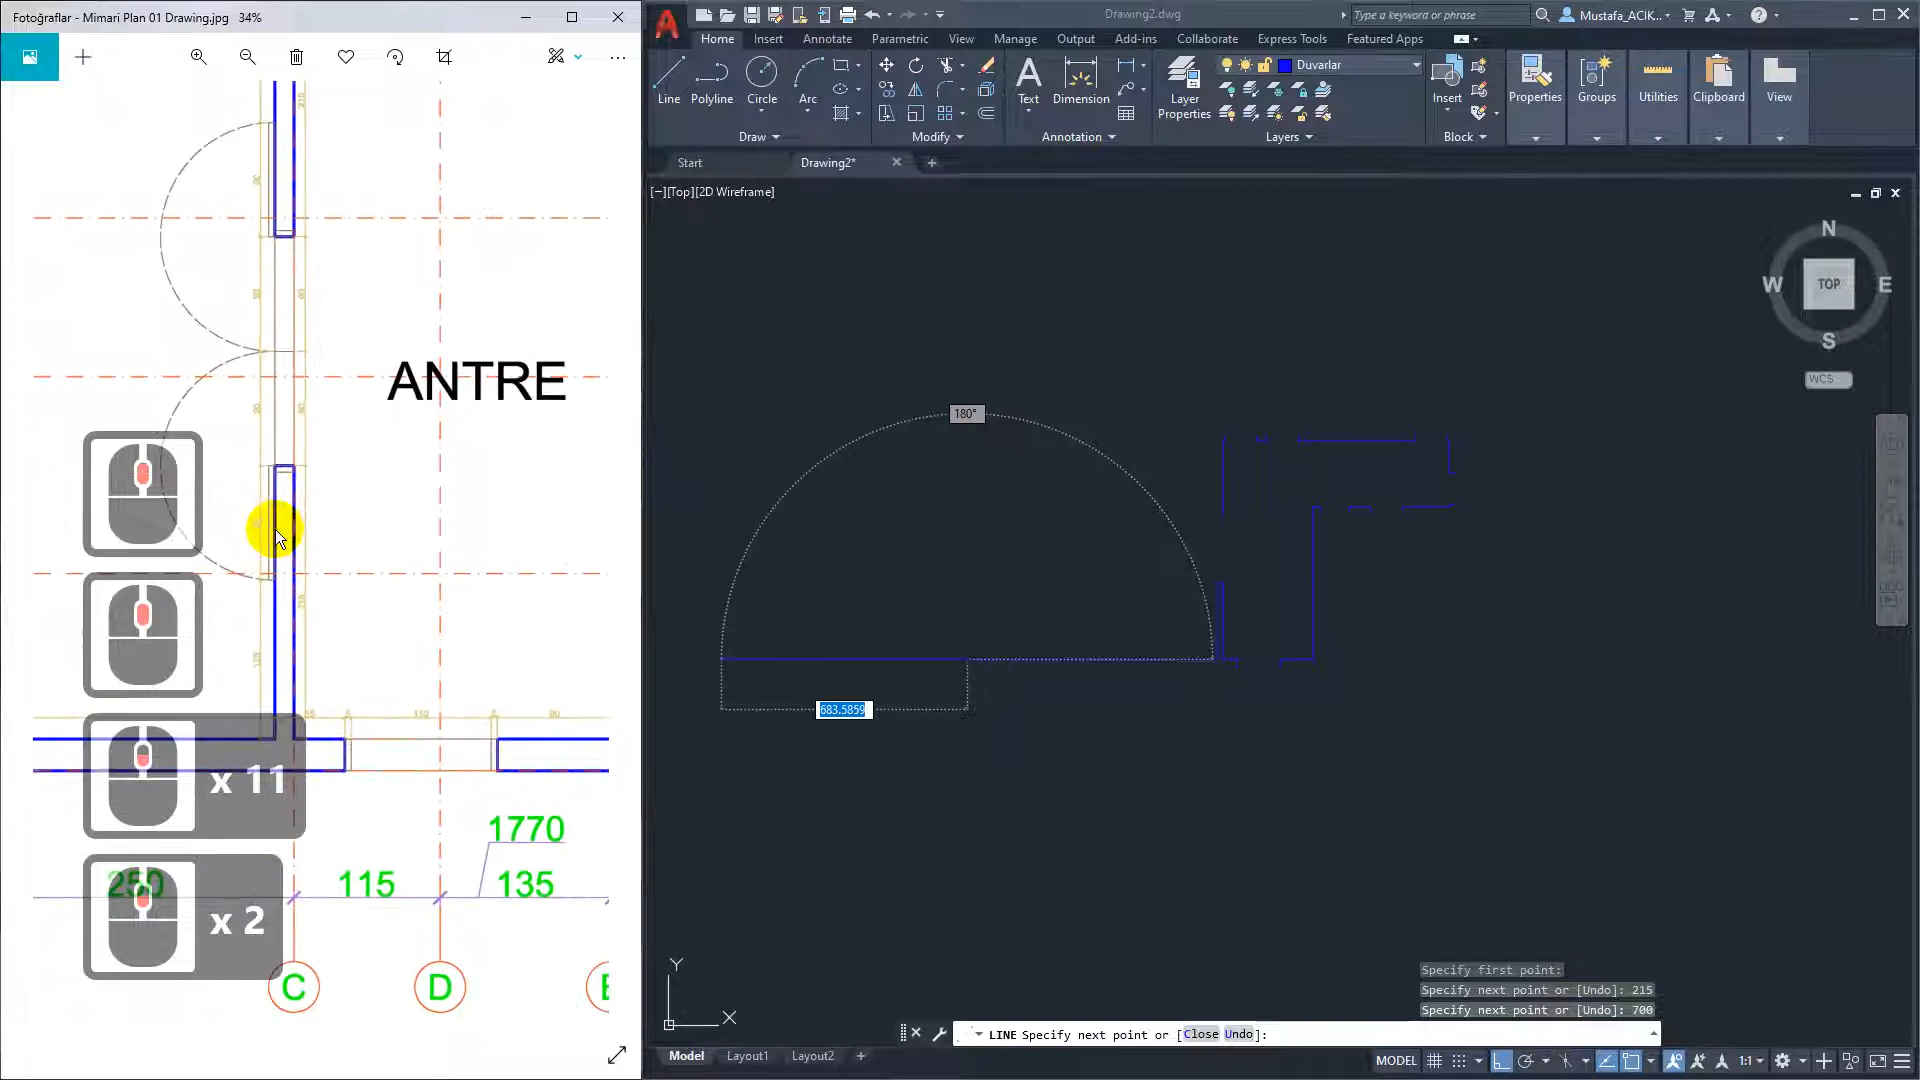 Fotoğraflar - Mimari Plan 01 Drawing.jpg 34%
ANTRE
x 11
x 2
1770
250
115
135
C
D
Drawing2.dwg
Type a keyword or phrase
Mustafa_ACIK...
Home
Insert
Annotate
Parametric
View
Manage
Output
Add-ins
Collaborate
Express Tools
Featured Apps
Line
Polyline
Circle
Arc
Text
Dimension
Layer
Properties
Duvarlar
Insert
Properties
Groups
Utilities
Clipboard
View
Draw
Modify
Annotation
Layers
Block
Start
Drawing2*
[−][Top][2D Wireframe]
N
W
TOP
E
S
WCS
180°
683.5859
Y
X
Specify first point:
Specify next point or [Undo]: 215
Specify next point or [Undo]: 700
LINE Specify next point or [Close Undo]:
Model
Layout1
Layout2
MODEL
1:1